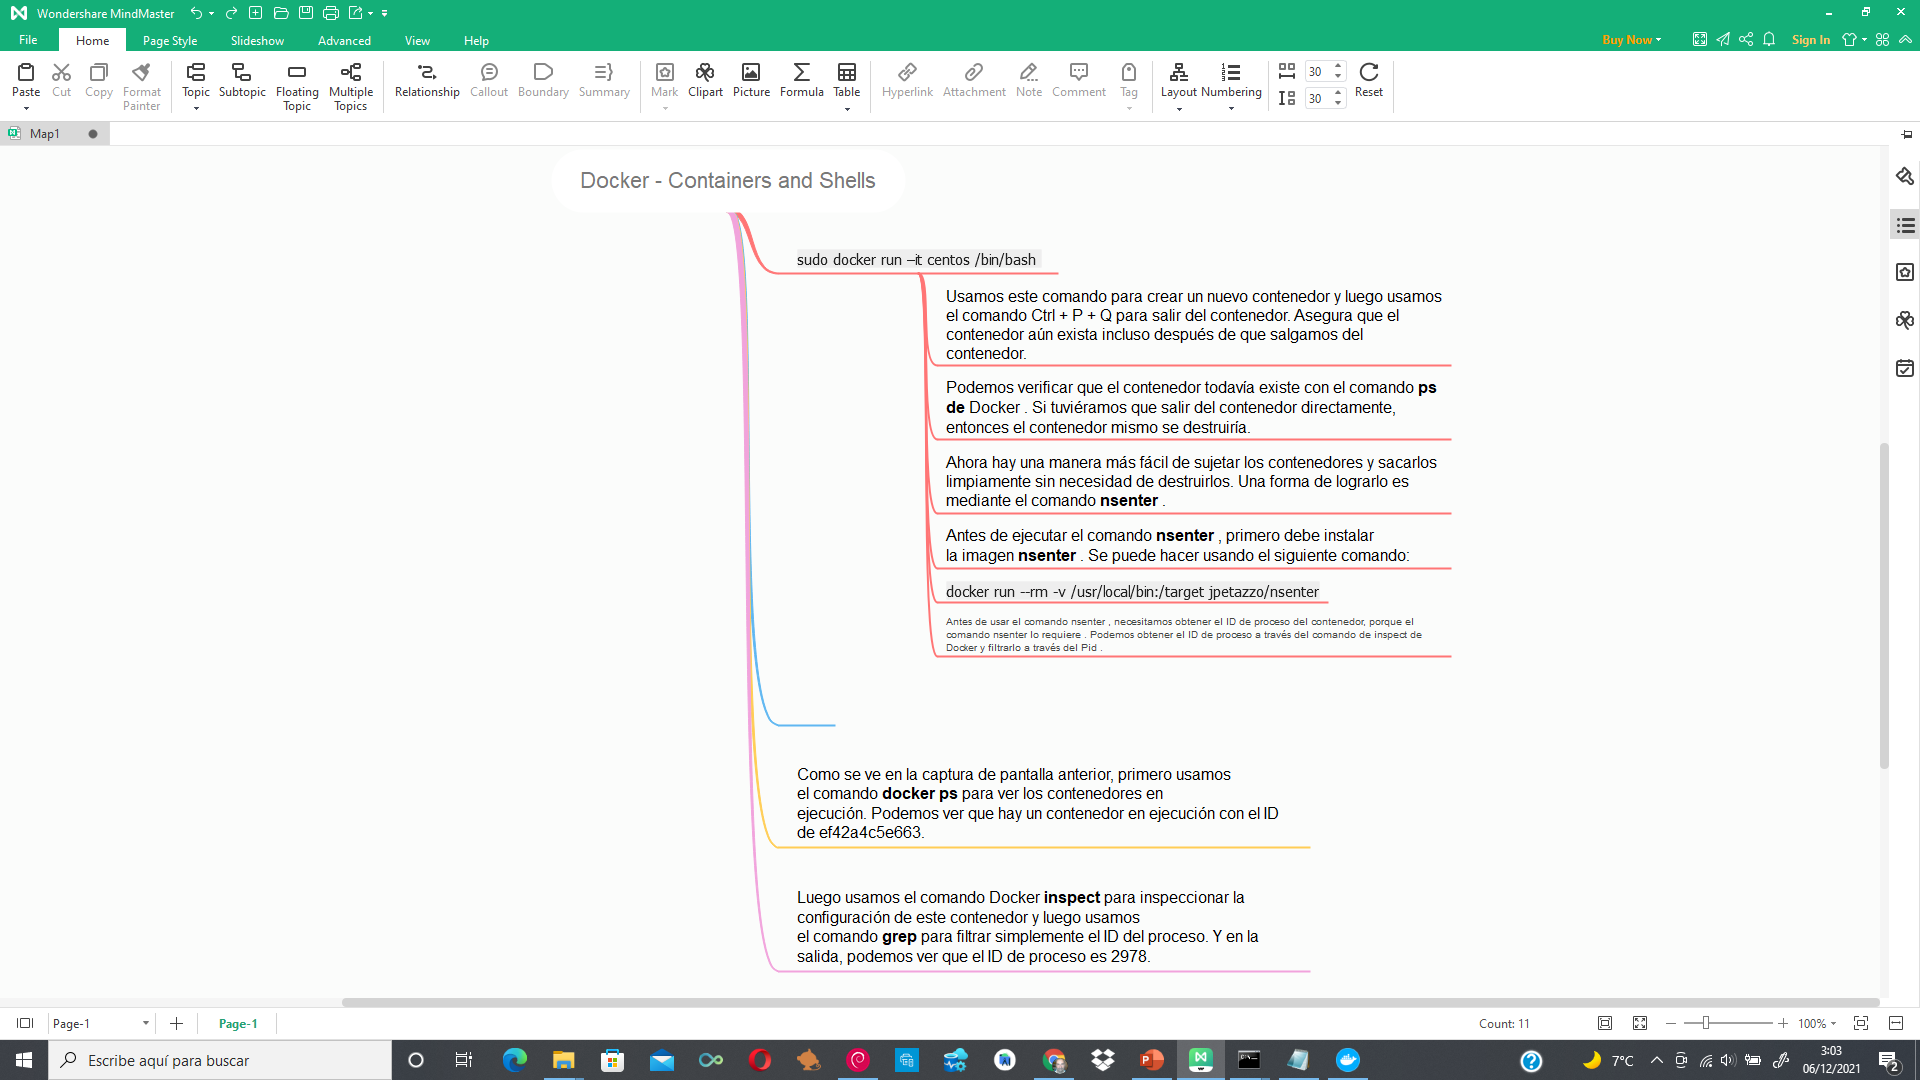 Wondershare MindMaster
File Home Page Style Slideshow Advanced View Help
Buy Now Sign In
Paste Cut Copy Format Painter Topic Subtopic Floating Topic Multiple Topics Relationship Callout Boundary Summary Mark Clipart Picture Formula Table Hyperlink Attachment Note Comment Tag Layout Numbering 30 30 Reset
Map1
Docker - Containers and Shells
sudo docker run –it centos /bin/bash
Usamos este comando para crear un nuevo contenedor y luego usamos
el comando Ctrl + P + Q para salir del contenedor. Asegura que el
contenedor aún exista incluso después de que salgamos del
contenedor.
Podemos verificar que el contenedor todavía existe con el comando ps
de Docker . Si tuviéramos que salir del contenedor directamente,
entonces el contenedor mismo se destruiría.
Ahora hay una manera más fácil de sujetar los contenedores y sacarlos
limpiamente sin necesidad de destruirlos. Una forma de lograrlo es
mediante el comando nsenter .
Antes de ejecutar el comando nsenter , primero debe instalar
la imagen nsenter . Se puede hacer usando el siguiente comando:
docker run --rm -v /usr/local/bin:/target jpetazzo/nsenter
Antes de usar el comando nsenter , necesitamos obtener el ID de proceso del contenedor, porque el
comando nsenter lo requiere . Podemos obtener el ID de proceso a través del comando de inspect de
Docker y filtrarlo a través del Pid .
Como se ve en la captura de pantalla anterior, primero usamos
el comando docker ps para ver los contenedores en
ejecución. Podemos ver que hay un contenedor en ejecución con el ID
de ef42a4c5e663.
Luego usamos el comando Docker inspect para inspeccionar la
configuración de este contenedor y luego usamos
el comando grep para filtrar simplemente el ID del proceso. Y en la
salida, podemos ver que el ID de proceso es 2978.
Page-1 Page-1 Count: 11 100%
Escribe aquí para buscar
7°C
3:03
06/12/2021
2